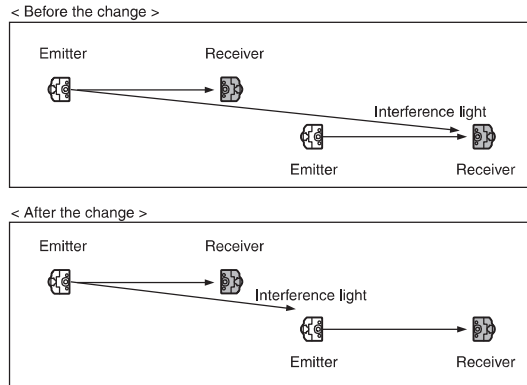 < Before the change >
Emitter Receiver
Interference light
Emitter Receiver
< After the change >
Emitter Receiver
Interference light
Emitter Receiver